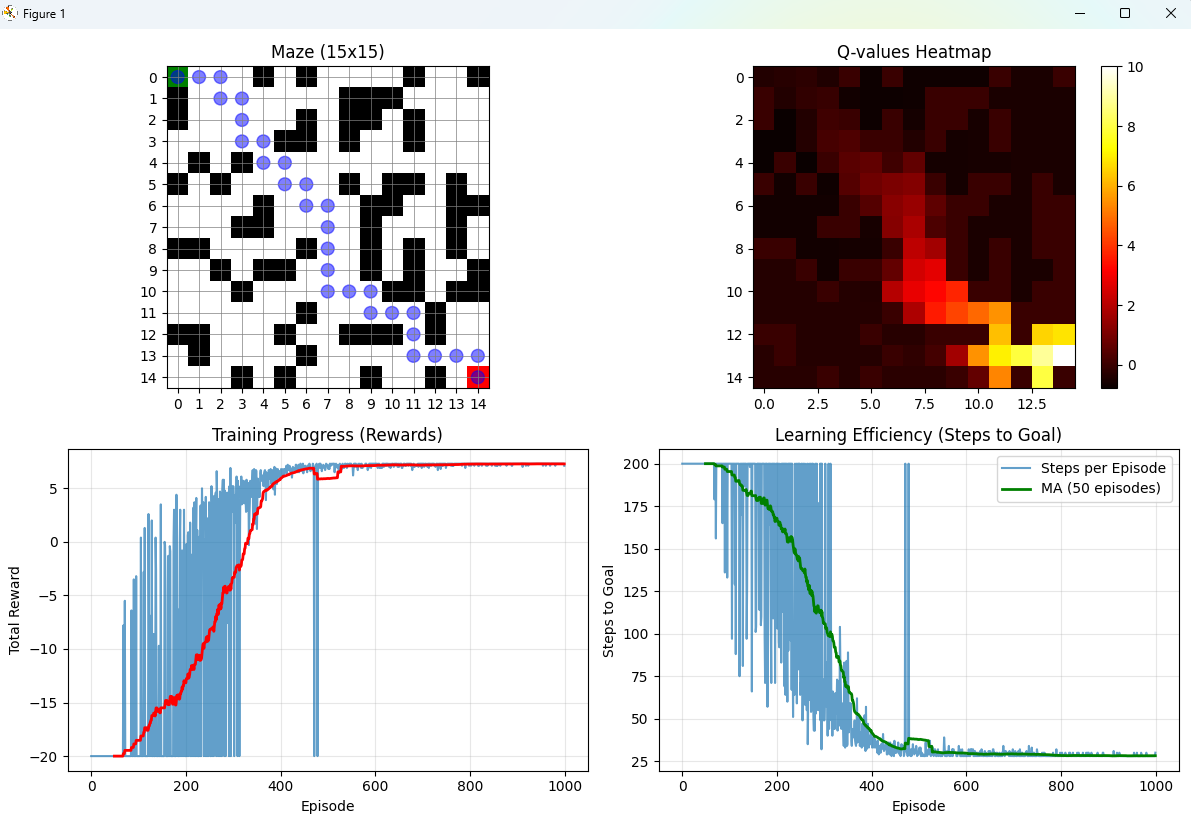 Figure 1
Maze (15x15)
0
1
2
3
4
5
6
7
8
9
10
11
12
13
14
0 1 2 3 4 5 6 7 8 9 10 11 12 13 14
Q-values Heatmap
0
2
4
6
8
10
12
14
0.0 2.5 5.0 7.5 10.0 12.5
10
8
6
4
2
0
Training Progress (Rewards)
Total Reward
5
0
−5
−10
−15
−20
0 200 400 600 800 1000
Episode
Learning Efficiency (Steps to Goal)
Steps to Goal
200
175
150
125
100
75
50
25
Steps per Episode
MA (50 episodes)
0 200 400 600 800 1000
Episode